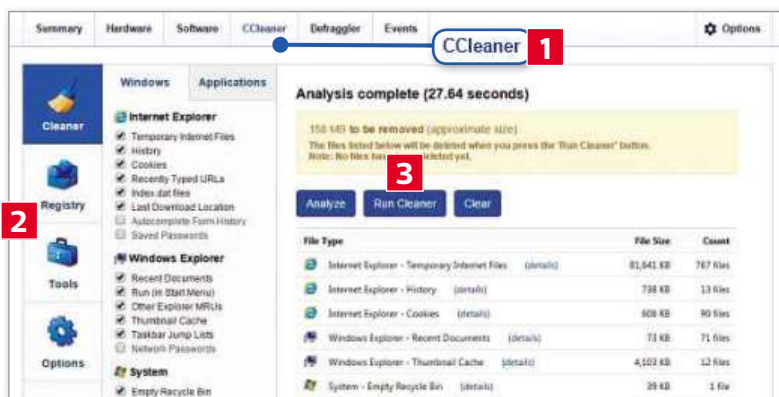 Summary Hardware Software CCleaner Defraggler Events Options
CCleaner 1
Cleaner
Registry
2
Tools
Options
Windows Applications
Internet Explorer
Temporary Internet Files
History
Cookies
Recently Typed URLs
Index.dat files
Last Download Location
Autocomplete Form History
Saved Passwords
Windows Explorer
Recent Documents
Run (in Start Menu)
Other Explorer MRUs
Thumbnail Cache
Taskbar Jump Lists
Network Passwords
System
Empty Recycle Bin
Analysis complete (27.64 seconds)
158 MB to be removed (approximate size)
The files listed below will be deleted when you press the 'Run Cleaner' button.
Note: No files deleted yet.
3
Analyze Run Cleaner Clear
File Type File Size Count
Internet Explorer - Temporary Internet Files (details) 81,641 KB 767 files
Internet Explorer - History (details) 738 KB 13 files
Internet Explorer - Cookies (details) 608 KB 90 files
Windows Explorer - Recent Documents (details) 73 KB 71 files
Windows Explorer - Thumbnail Cache (details) 4,103 KB 12 files
System - Empty Recycle Bin (details) 39 KB 1 file